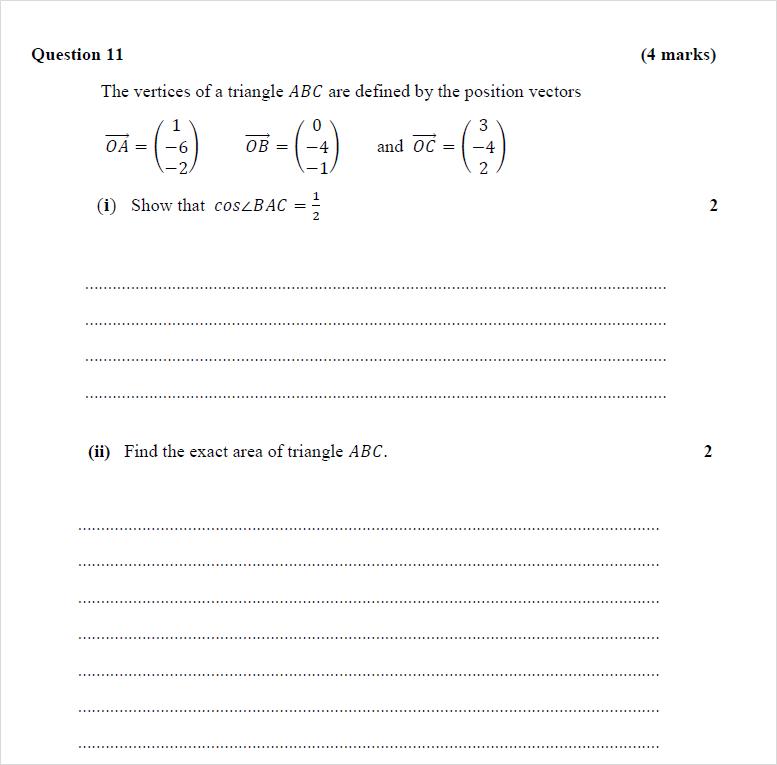 Question 11 (4 marks)
The vertices of a triangle ABC are defined by the position vectors
$\overrightarrow{OA} = \begin{pmatrix} 1 \\ -6 \\ -2 \end{pmatrix}$ $\overrightarrow{OB} = \begin{pmatrix} 0 \\ -4 \\ -1 \end{pmatrix}$ and $\overrightarrow{OC} = \begin{pmatrix} 3 \\ -4 \\ 2 \end{pmatrix}$
(i) Show that $cos∠BAC = \frac{1}{2}$ 2
(ii) Find the exact area of triangle ABC. 2